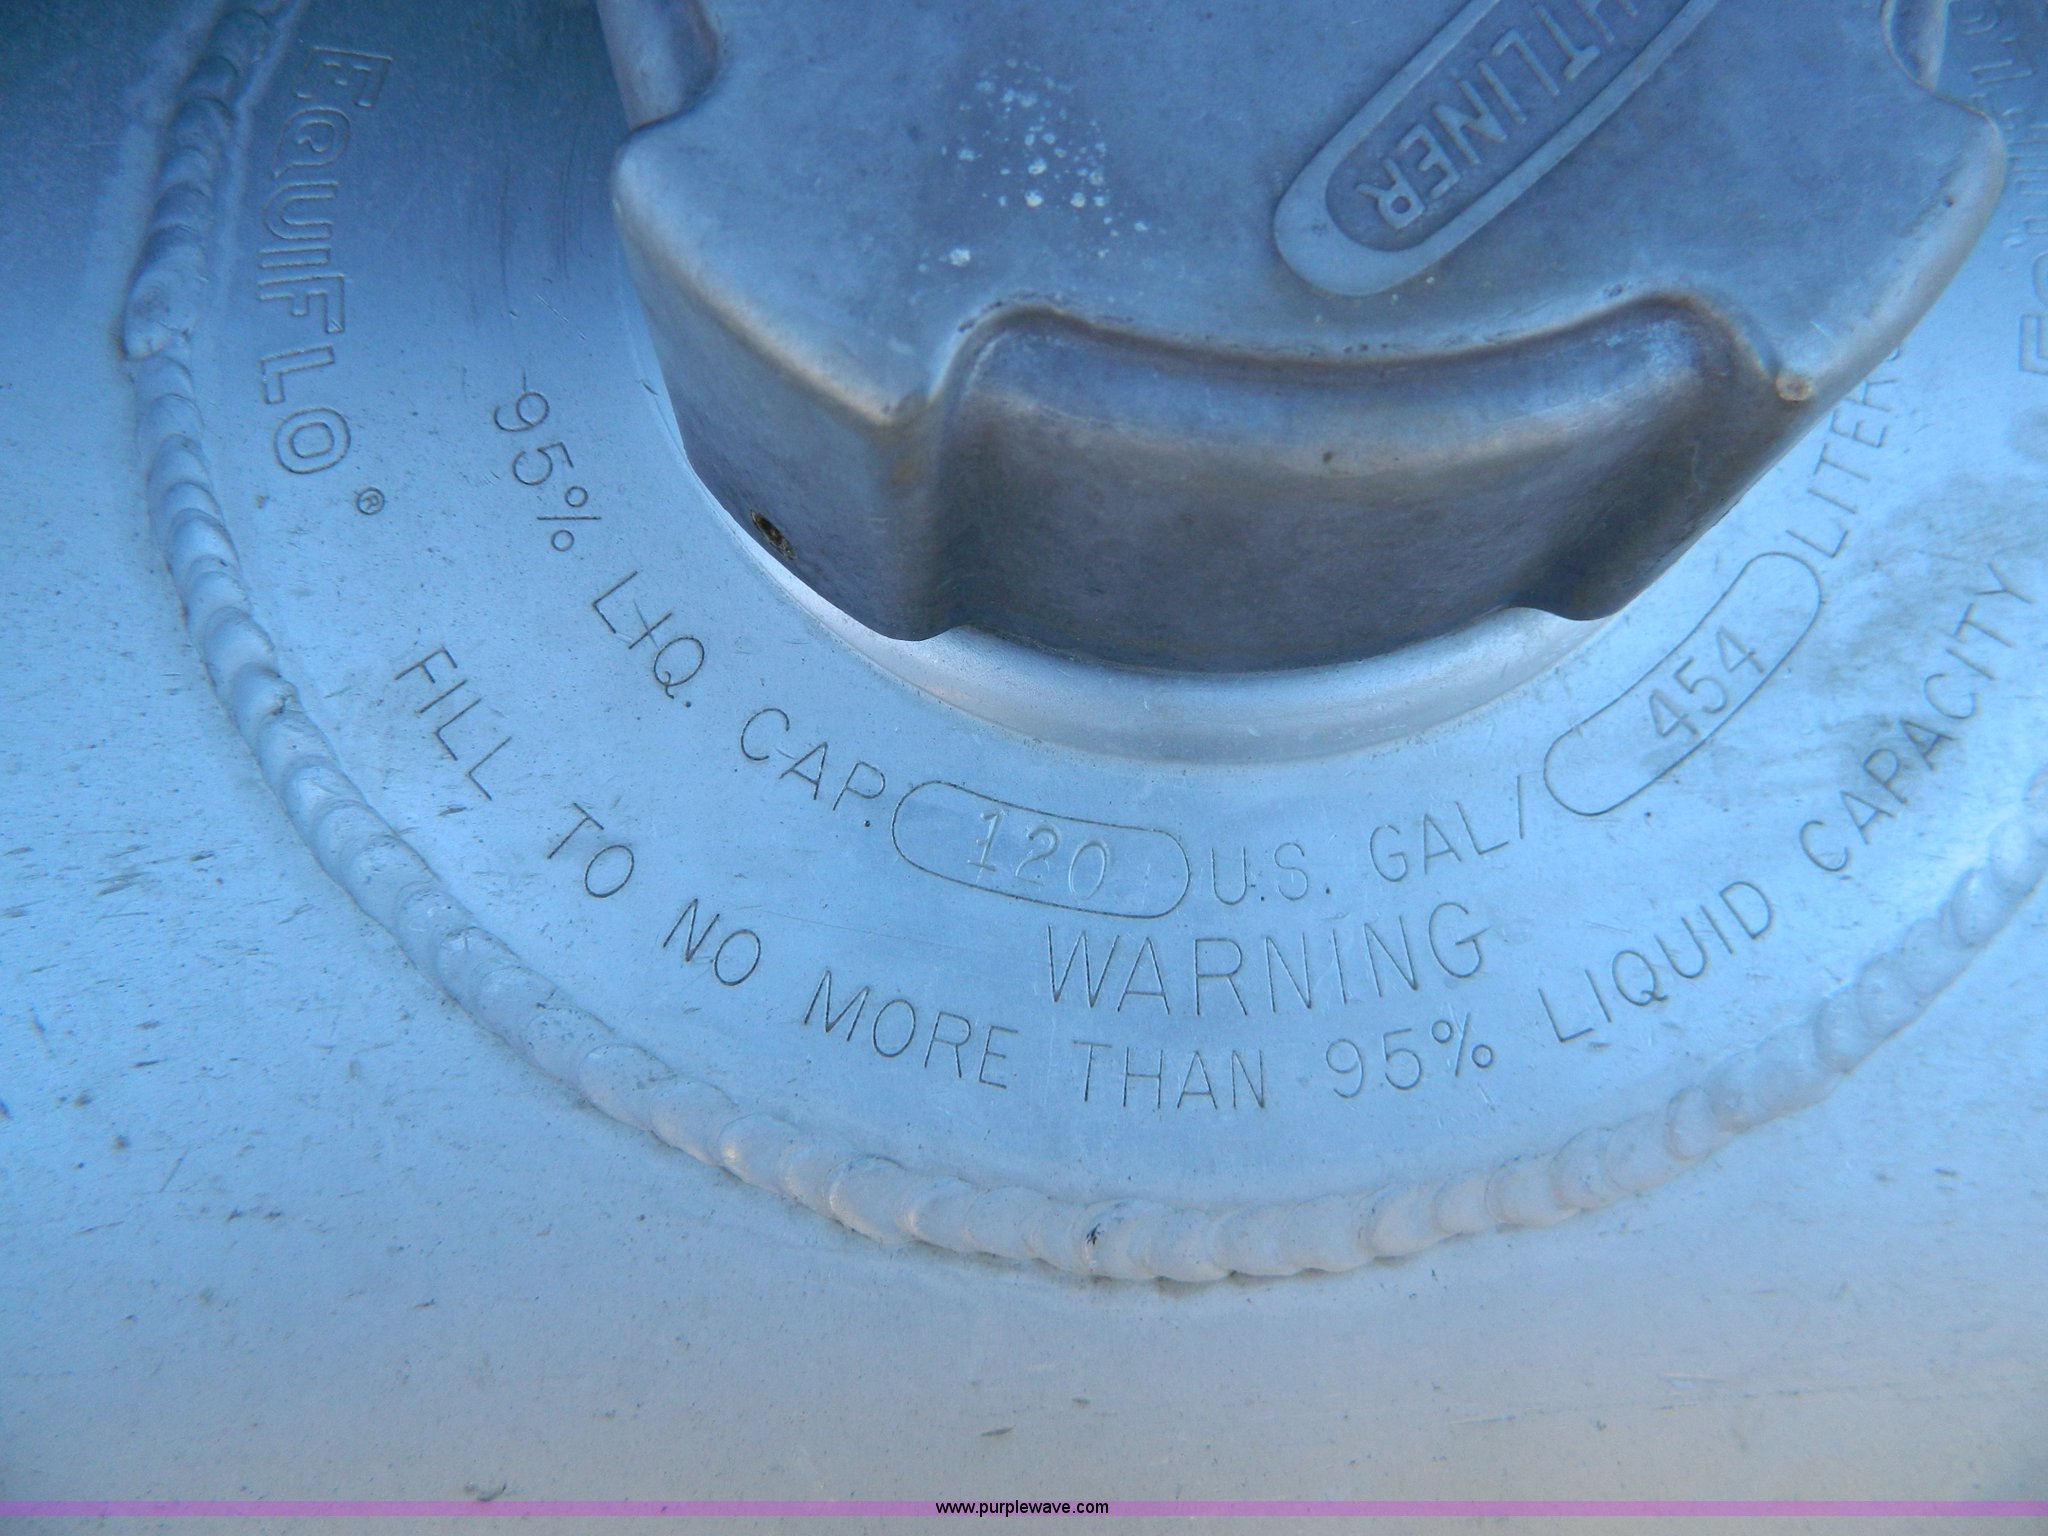 HTLINER
EQUIFLO®
95% LIQ. CAP. 120 U.S. GAL/ 454 LITERS
WARNING
FILL TO NO MORE THAN 95% LIQUID CAPACITY
www.purplewave.com